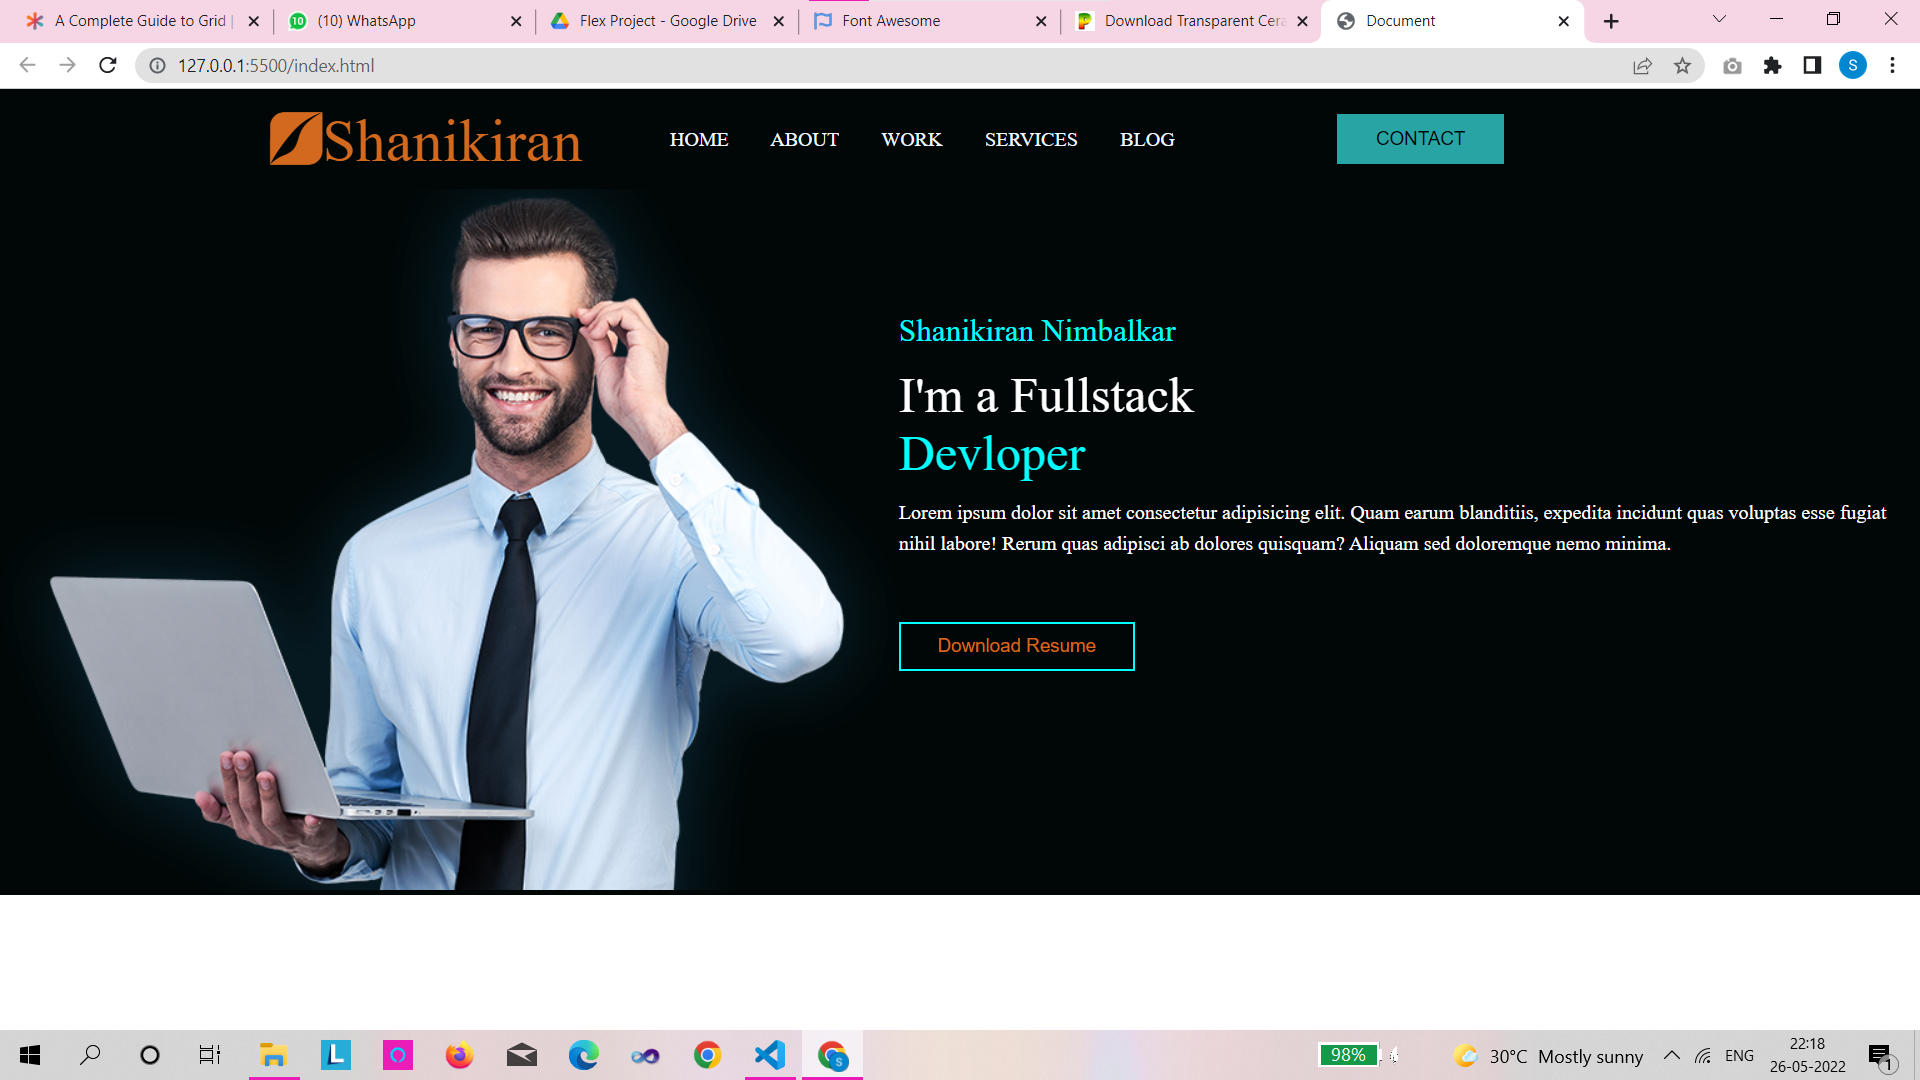 A Complete Guide to Grid |
(10) WhatsApp
Flex Project - Google Drive
Font Awesome
Download Transparent Cera
Document
127.0.0.1:5500/index.html
S
Shanikiran
HOME
ABOUT
WORK
SERVICES
BLOG
CONTACT
Shanikiran Nimbalkar
I'm a Fullstack
Devloper
Lorem ipsum dolor sit amet consectetur adipisicing elit. Quam earum blanditiis, expedita incidunt quas voluptas esse fugiat
nihil labore! Rerum quas adipisci ab dolores quisquam? Aliquam sed doloremque nemo minima.
Download Resume
L
S
98%
30°C Mostly sunny
ENG
22:18
26-05-2022
1